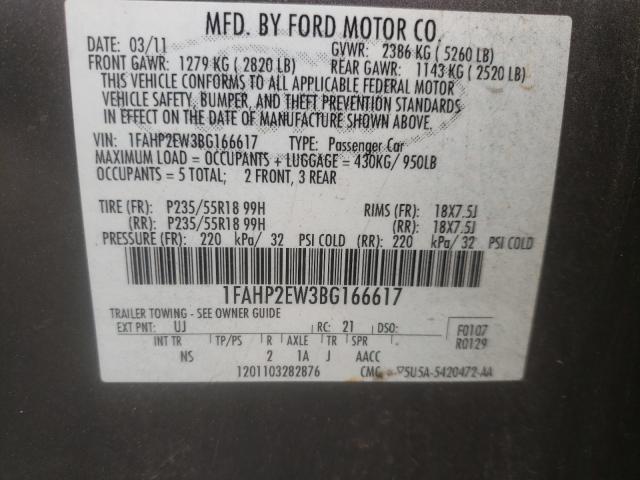 MFD. BY FORD MOTOR CO.
DATE: 03/11 GVWR: 2386 KG ( 5260 LB)
FRONT GAWR: 1279 KG ( 2820 LB) REAR GAWR: 1143 KG ( 2520 LB)
THIS VEHICLE CONFORMS TO ALL APPLICABLE FEDERAL MOTOR
VEHICLE SAFETY, BUMPER, AND THEFT PREVENTION STANDARDS
IN EFFECT ON THE DATE OF MANUFACTURE SHOWN ABOVE.
VIN: 1FAHP2EW3BG166617 TYPE: Passenger Car
MAXIMUM LOAD = OCCUPANTS + LUGGAGE = 430KG/ 950LB
OCCUPANTS = 5 TOTAL; 2 FRONT, 3 REAR
TIRE (FR): P235/55R18 99H RIMS (FR): 18X7.5J
(RR): P235/55R18 99H (RR): 18X7.5J
PRESSURE (FR): 220 kPa/ 32 PSI COLD (RR): 220 kPa/ 32 PSI COLD
1FAHP2EW3BG166617
TRAILER TOWING - SEE OWNER GUIDE
EXT PNT: UJ RC: 21 DSO: F0107
R0129
INT TR TP/PS R AXLE TR SPR
NS 2 1A J AACC
1201103282876 CMC ▽5U5A-5420472-AA